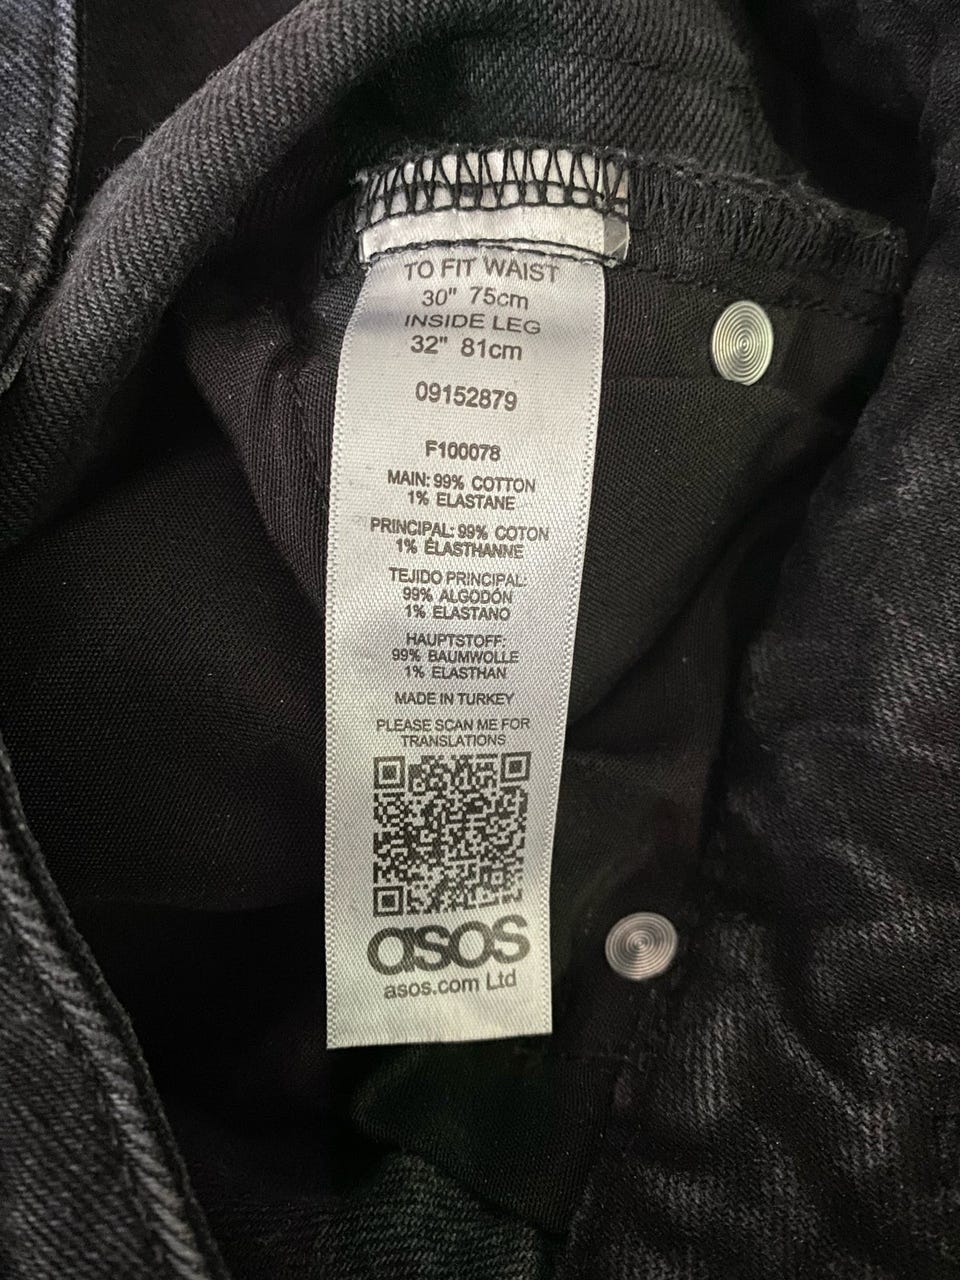 TO FIT WAIST
30" 75cm
INSIDE LEG
32" 81cm
09152879
F100078
MAIN: 99% COTTON
1% ELASTANE
PRINCIPAL: 99% COTON
1% ÉLASTHANNE
TEJIDO PRINCIPAL:
99% ALGODÓN
1% ELASTANO
HAUPTSTOFF:
99% BAUMWOLLE
1% ELASTHAN
MADE IN TURKEY
PLEASE SCAN ME FOR
TRANSLATIONS
asos
asos.com Ltd